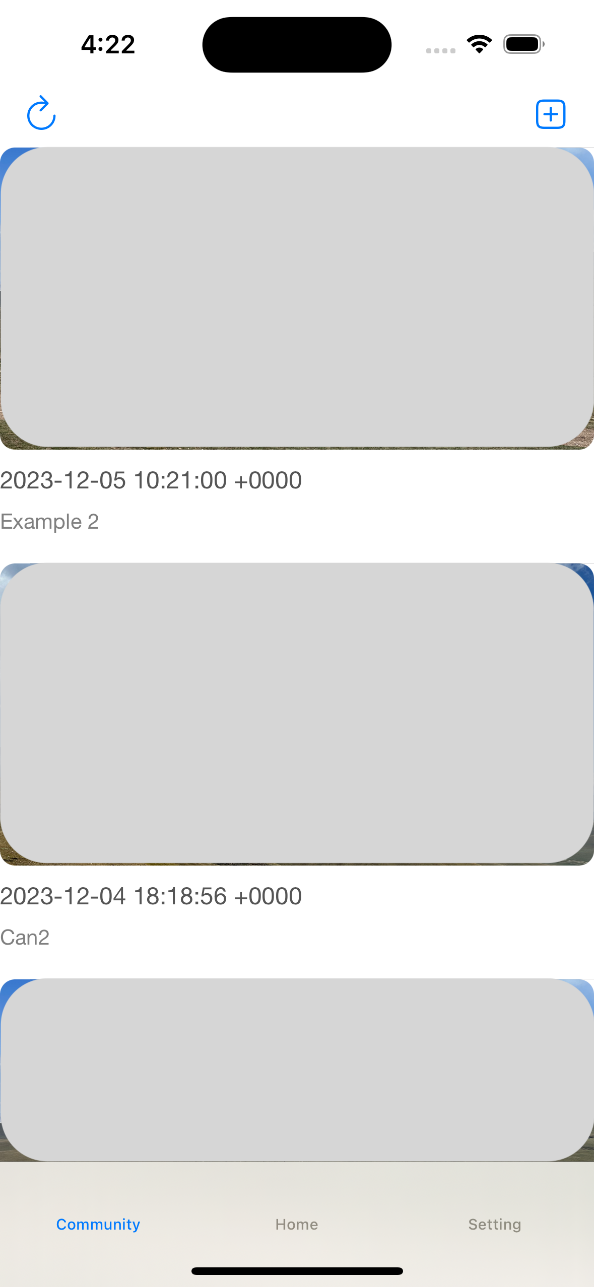 4:22
2023-12-05 10:21:00 +0000
Example 2
2023-12-04 18:18:56 +0000
Can2
Community Home Setting